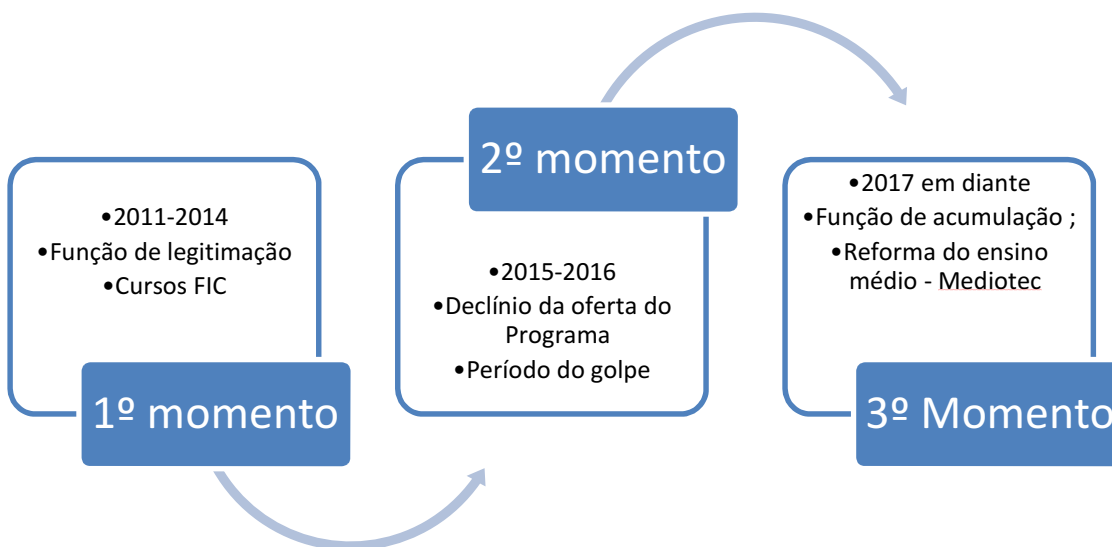 •2011-2014
•Função de legitimação
•Cursos FIC
1º momento
2º momento
•2015-2016
•Declínio da oferta do
Programa
•Período do golpe
•2017 em diante
•Função de acumulação ;
•Reforma do ensino
médio - Mediotec
3º Momento